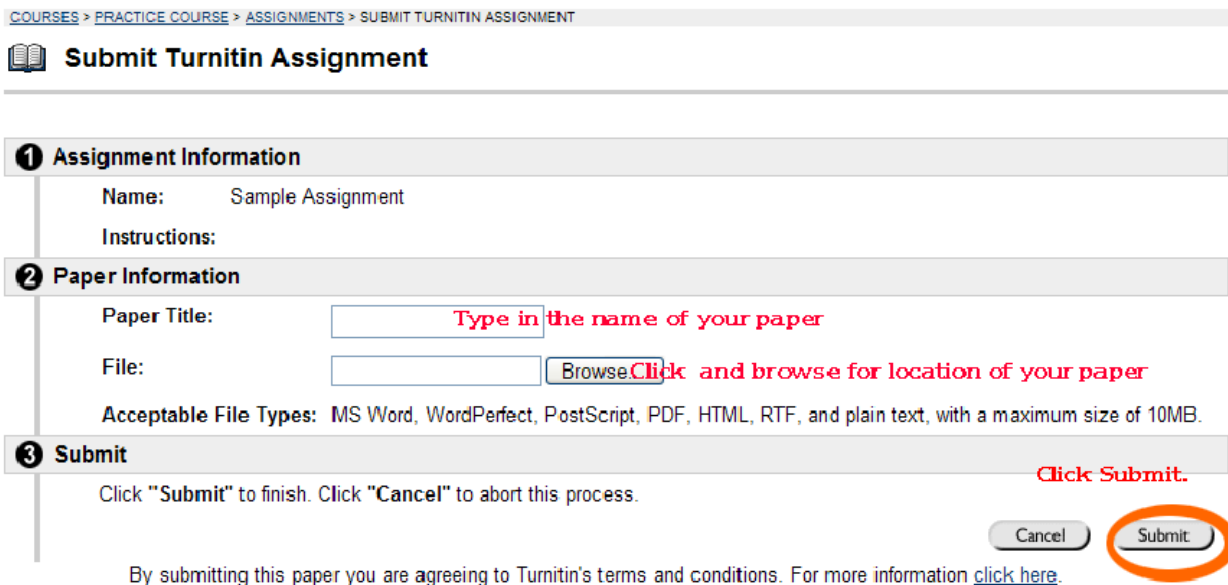 COURSES > PRACTICE COURSE > ASSIGNMENTS > SUBMIT TURNITIN ASSIGNMENT
Submit Turnitin Assignment
1 Assignment Information
Name: Sample Assignment
Instructions:
2 Paper Information
Paper Title: Type in the name of your paper
File: Browse... Click and browse for location of your paper
Acceptable File Types: MS Word, WordPerfect, PostScript, PDF, HTML, RTF, and plain text, with a maximum size of 10MB.
3 Submit
Click Submit.
Click "Submit" to finish. Click "Cancel" to abort this process.
Cancel Submit
By submitting this paper you are agreeing to Turnitin's terms and conditions. For more information click here.